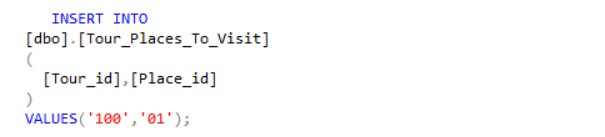 INSERT INTO
[dbo].[Tour_Places_To_Visit]
(
[Tour_id],[Place_id]
)
VALUES('100','01');